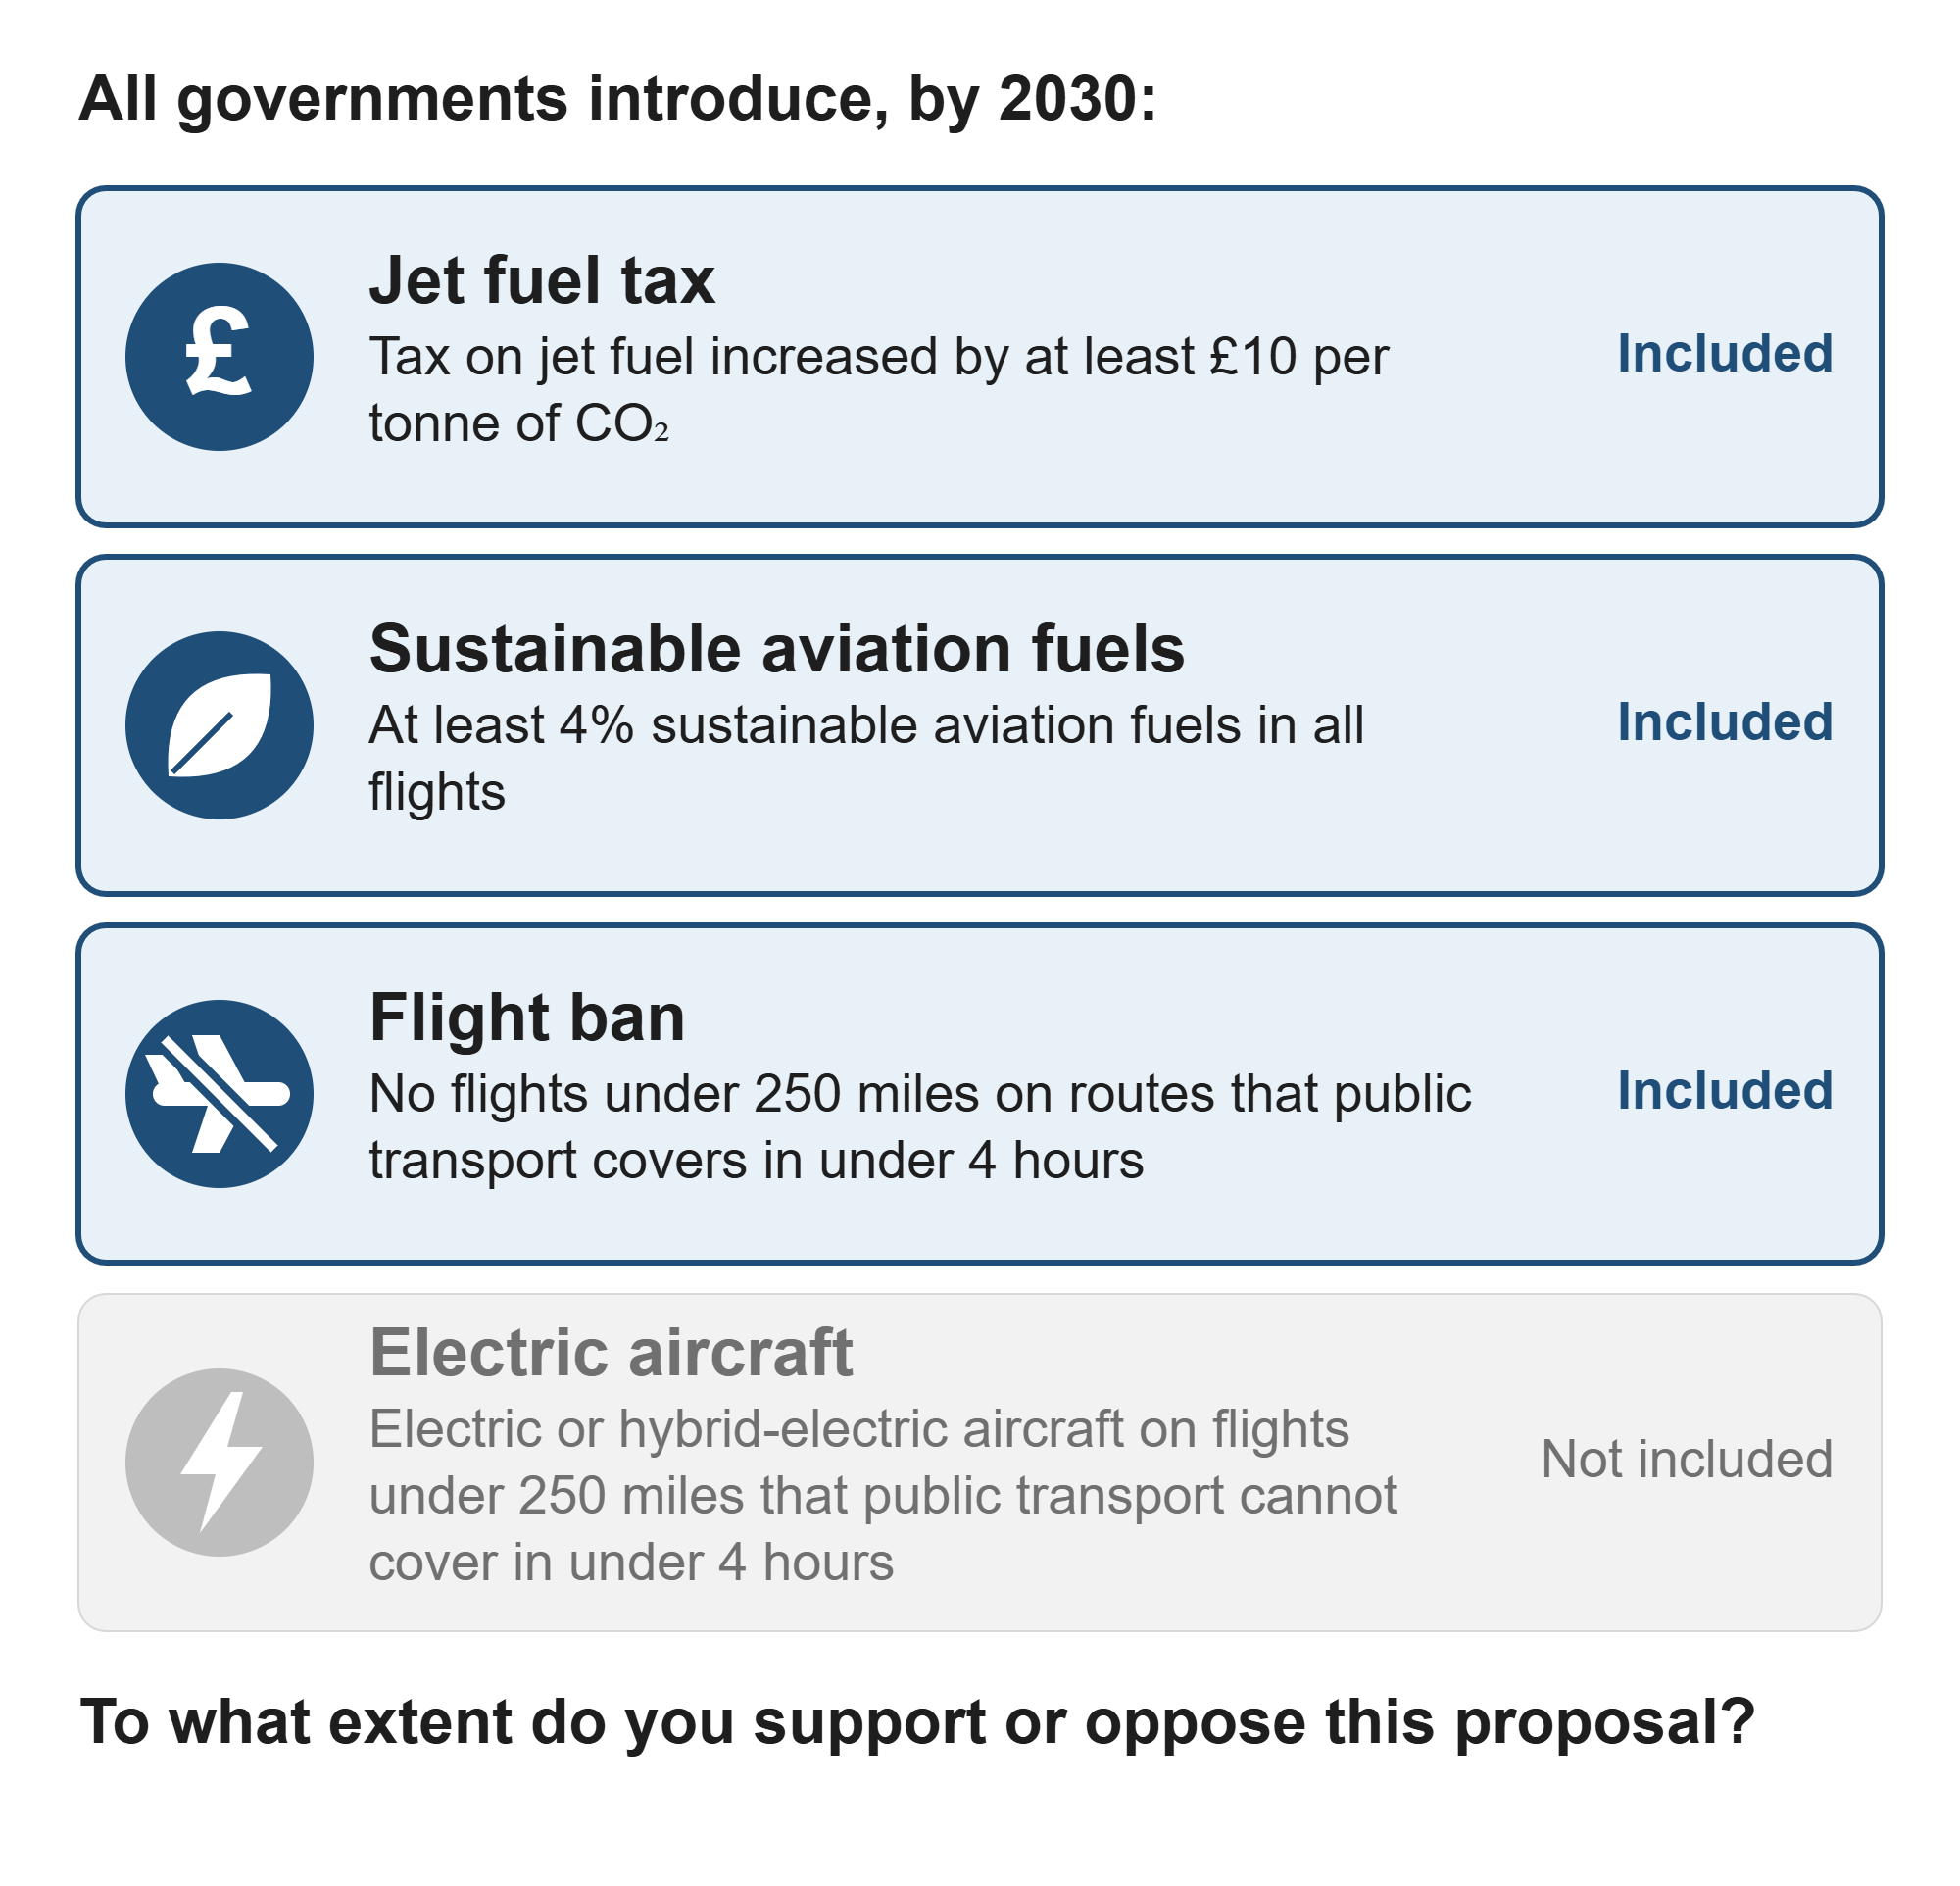 All governments introduce, by 2030:
£
Jet fuel tax
Tax on jet fuel increased by at least £10 per
tonne of CO₂
Included
Sustainable aviation fuels
At least 4% sustainable aviation fuels in all
flights
Included
Flight ban
No flights under 250 miles on routes that public
transport covers in under 4 hours
Included
Electric aircraft
Electric or hybrid-electric aircraft on flights
under 250 miles that public transport cannot
cover in under 4 hours
Not included
To what extent do you support or oppose this proposal?